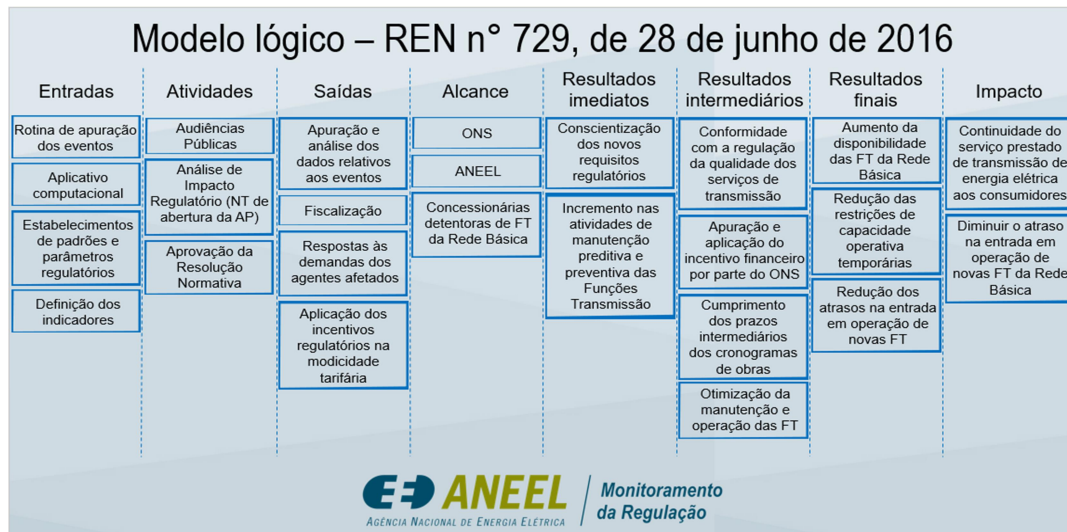 Modelo lógico – REN n° 729, de 28 de junho de 2016
Entradas
Rotina de apuração
dos eventos
Aplicativo
computacional
Estabelecimentos
de padrões e
parâmetros
regulatórios
Definição dos
indicadores
Atividades
Audiências
Públicas
Análise de
Impacto
Regulatório (NT de
abertura da AP)
Aprovação da
Resolução
Normativa
Saídas
Apuração e
análise dos
dados relativos
aos eventos
Fiscalização
Respostas às
demandas dos
agentes afetados
Aplicação dos
incentivos
regulatórios na
modicidade
tarifária
Alcance
ONS
ANEEL
Concessionárias
detentoras de FT
da Rede Básica
Resultados
imediatos
Conscientização
dos novos
requisitos
regulatórios
Incremento nas
atividades de
manutenção
preditiva e
preventiva das
Funções
Transmissão
Resultados
intermediários
Conformidade
com a regulação
da qualidade dos
serviços de
transmissão
Apuração e
aplicação do
incentivo financeiro
por parte do ONS
Cumprimento
dos prazos
intermediários
dos cronogramas
de obras
Otimização da
manutenção e
operação das FT
Resultados
finais
Aumento da
disponibilidade
das FT da Rede
Básica
Redução das
restrições de
capacidade
operativa
temporárias
Redução dos
atrasos na entrada
em operação de
novas FT
Impacto
Continuidade do
serviço prestado
de transmissão de
energia elétrica
aos consumidores
Diminuir o atraso
na entrada em
operação de
novas FT da Rede
Básica
ANEEL
AGÊNCIA NACIONAL DE ENERGIA ELÉTRICA
Monitoramento
da Regulação